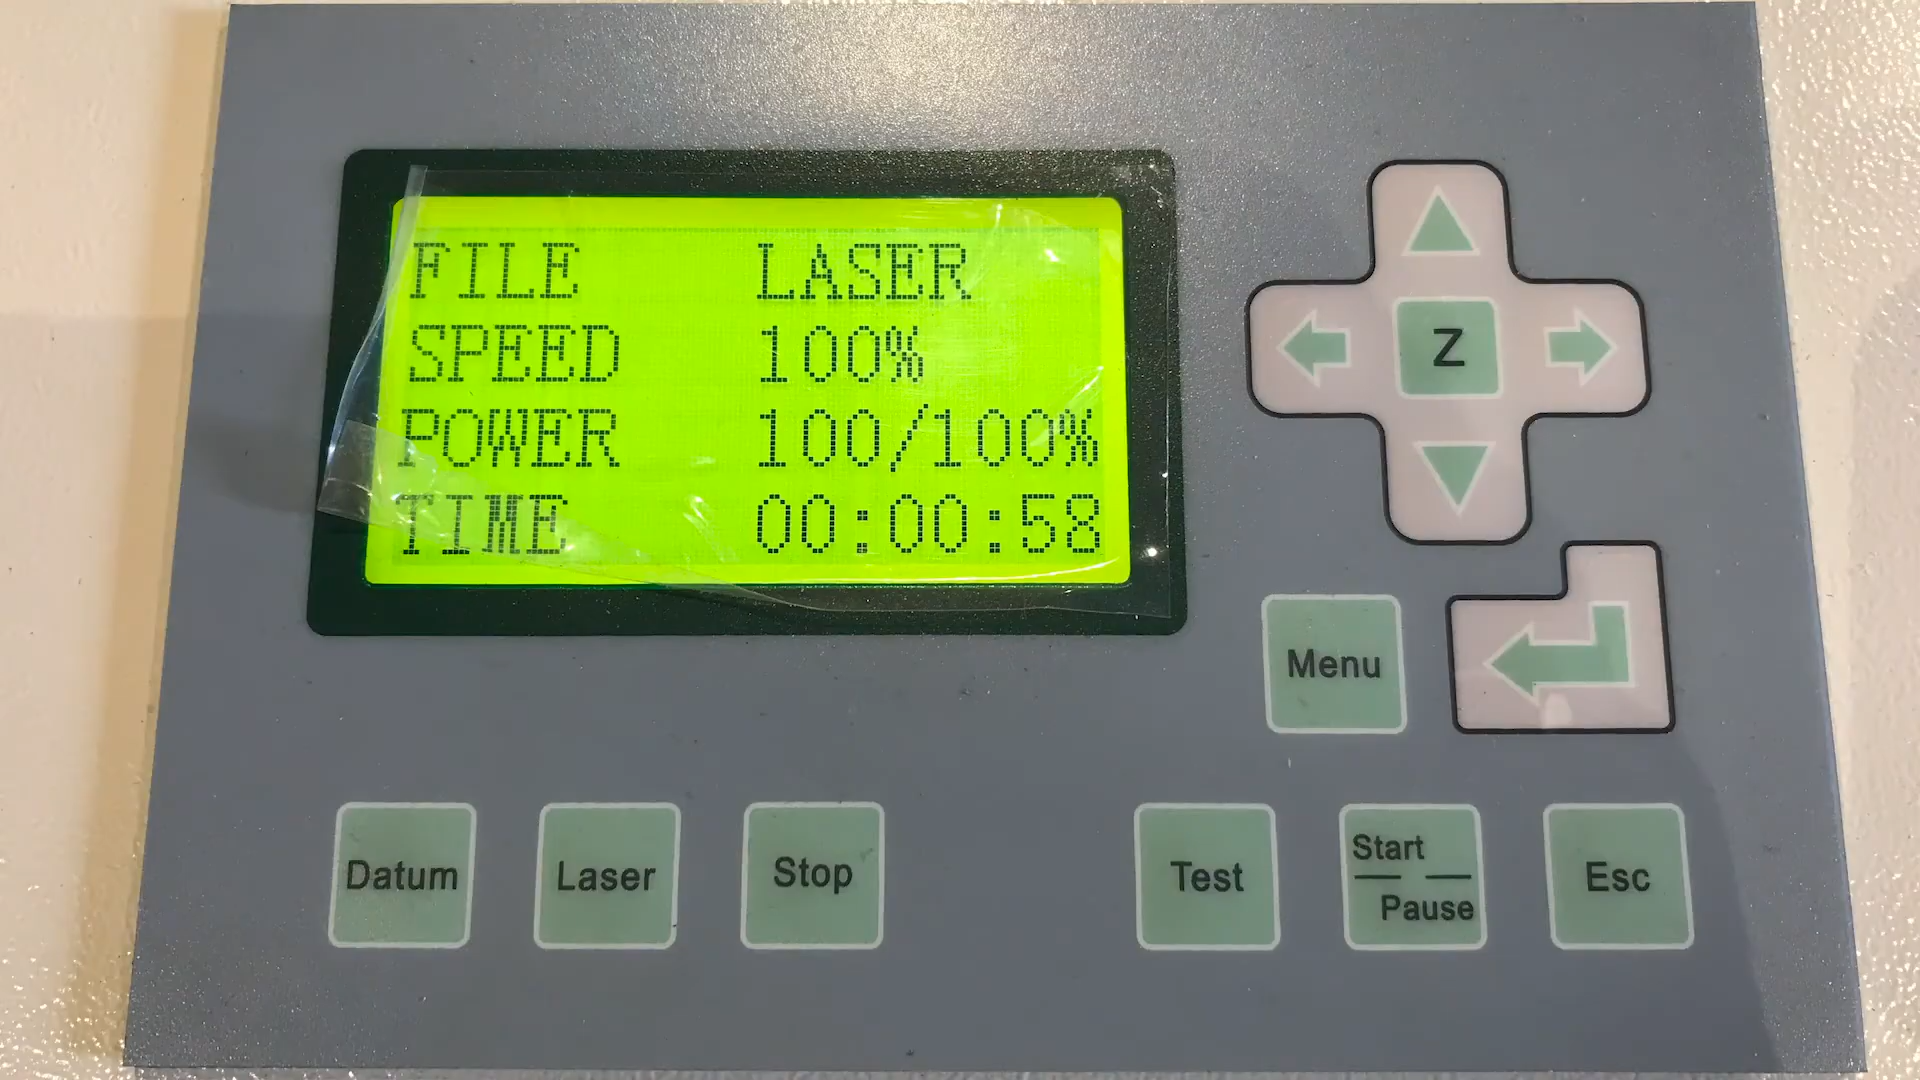 FILE LASER
SPEED 100%
POWER 100/100%
TIME 00:00:58
Z
Menu
Datum
Laser
Stop
Test
Start
Pause
Esc